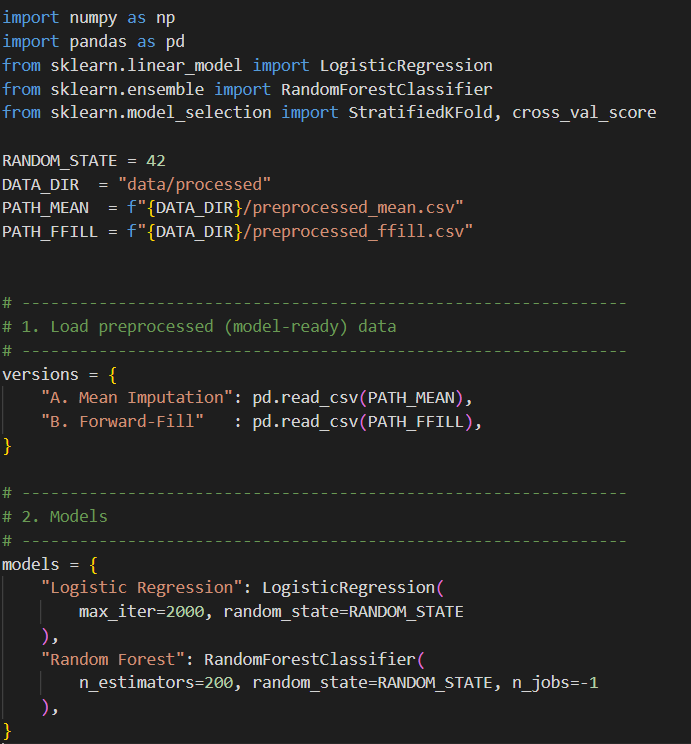 import numpy as np
import pandas as pd
from sklearn.linear_model import LogisticRegression
from sklearn.ensemble import RandomForestClassifier
from sklearn.model_selection import StratifiedKFold, cross_val_score

RANDOM_STATE = 42
DATA_DIR  = "data/processed"
PATH_MEAN  = f"{DATA_DIR}/preprocessed_mean.csv"
PATH_FFILL = f"{DATA_DIR}/preprocessed_ffill.csv"


# ---------------------------------------------------------------
# 1. Load preprocessed (model-ready) data
# ---------------------------------------------------------------
versions = {
    "A. Mean Imputation": pd.read_csv(PATH_MEAN),
    "B. Forward-Fill"   : pd.read_csv(PATH_FFILL),
}

# ---------------------------------------------------------------
# 2. Models
# ---------------------------------------------------------------
models = {
    "Logistic Regression": LogisticRegression(
        max_iter=2000, random_state=RANDOM_STATE
    ),
    "Random Forest": RandomForestClassifier(
        n_estimators=200, random_state=RANDOM_STATE, n_jobs=-1
    ),
}